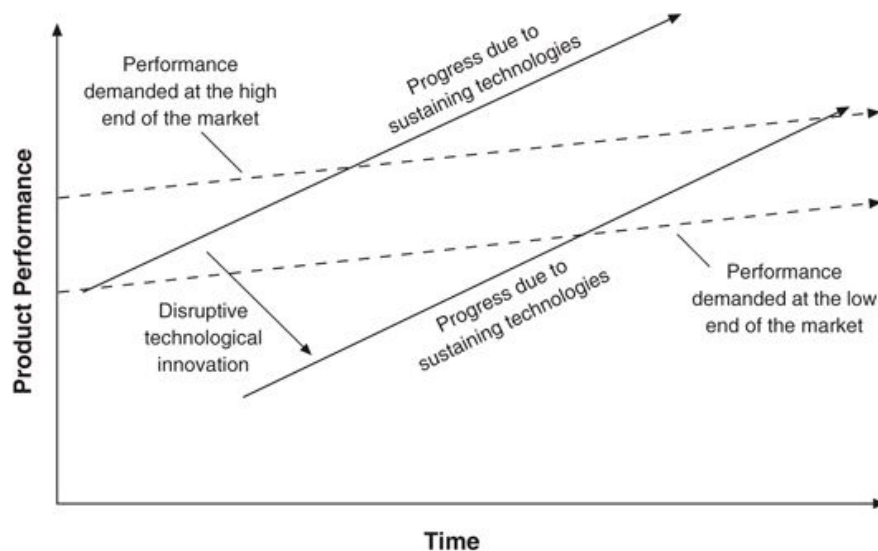 Performance
demanded at the high
end of the market
Progress due to
sustaining technologies
Product Performance
Disruptive
technological
innovation
Progress due to
sustaining technologies
Performance
demanded at the low
end of the market
Time